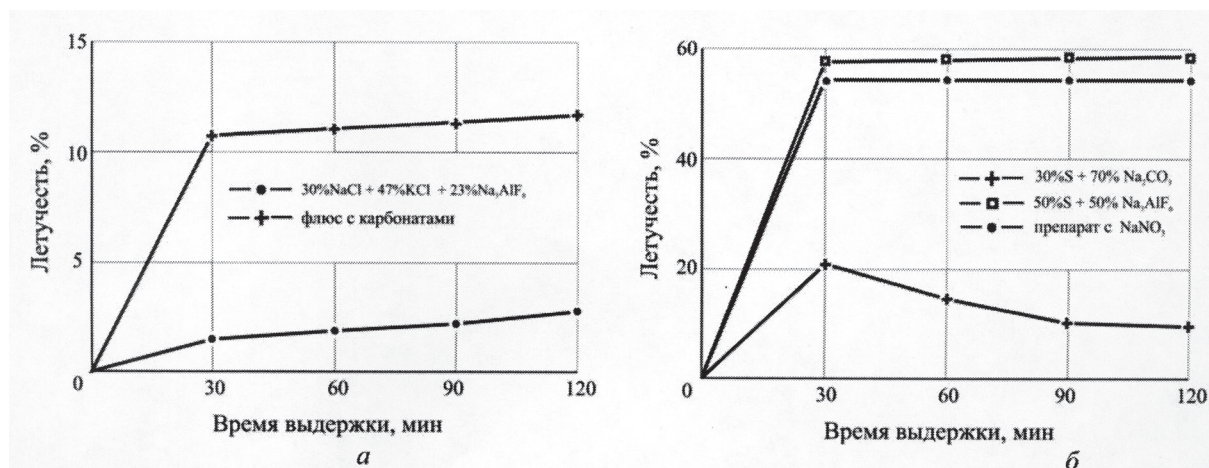 15
10
5
0
30
60
90
120
Летучесть, %
30%NaCl + 47%KCl + 23%Na₃AlF₆
флюс с карбонатами
Время выдержки, мин
а
60
40
20
0
30
60
90
120
Летучесть, %
30%S + 70% Na₂CO₃
50%S + 50% Na₃AlF₆
препарат с NaNO₃
Время выдержки, мин
б